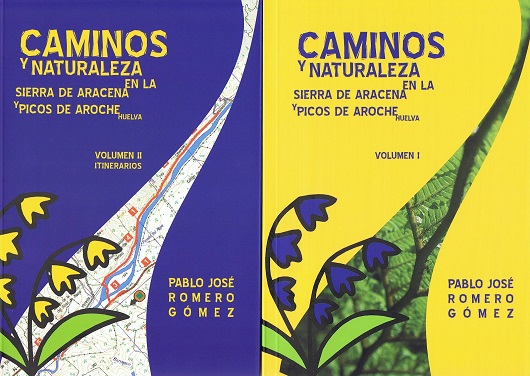 CAMINOS
Y NATURALEZA
EN LA
SIERRA DE ARACENA
Y PICOS DE AROCHE
HUELVA
VOLUMEN II
ITINERARIOS
PABLO JOSÉ
ROMERO
GÓMEZ
CAMINOS
Y NATURALEZA
EN LA
SIERRA DE ARACENA
Y PICOS DE AROCHE
HUELVA
VOLUMEN I
PABLO JOSÉ
ROMERO
GÓMEZ